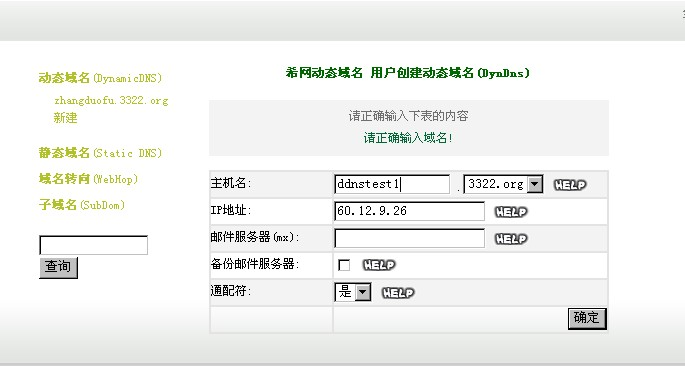 动态域名(DynamicDNS)
zhangduofu.3322.org
新建
静态域名(Static DNS)
域名转向(WebHop)
子域名(SubDom)
查询
希网动态域名 用户创建动态域名(DynDns)
请正确输入下表的内容
请正确输入域名!
主机名: ddnstest1 . 3322.org HELP
IP地址: 60.12.9.26 HELP
邮件服务器(mx): HELP
备份邮件服务器: HELP
通配符: 是 HELP
确定